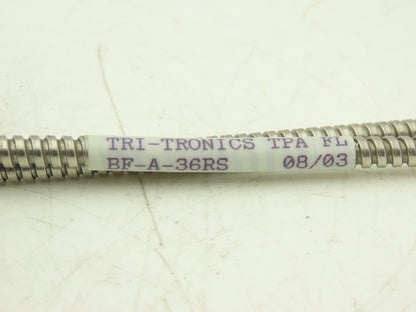 TRI-TRONICS TPA FL
BF-A-36RS 08/03